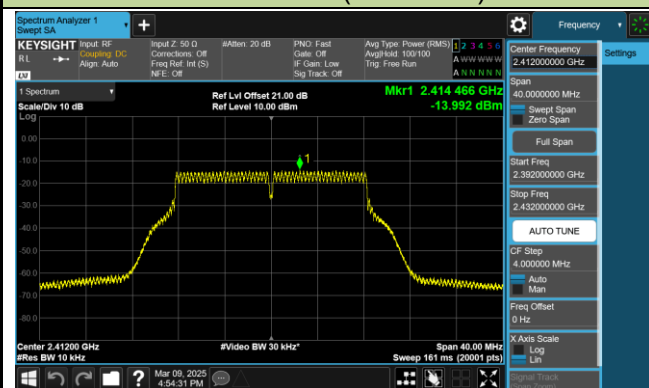 Spectrum Analyzer 1
Swept SA
Frequency
KEYSIGHT
RL
LXI
Input: RF
Coupling: DC
Align: Auto
Input Z: 50 Ω
Corrections: Off
Freq Ref: Int (S)
NFE: Off
#Atten: 20 dB
PNO: Fast
Gate: Off
IF Gain: Low
Sig Track: Off
Avg Type: Power (RMS)
Avg|Hold: 100/100
Trig: Free Run
1 2 3 4 5 6
A W W W W W
A N N N N N
1 Spectrum
Scale/Div 10 dB
Log
Ref Lvl Offset 21.00 dB
Ref Level 10.00 dBm
Mkr1 2.414 466 GHz
-13.992 dBm
0.00
-10.0
-20.0
-30.0
-40.0
-50.0
-60.0
-70.0
-80.0
1
Center 2.41200 GHz
#Res BW 10 kHz
#Video BW 30 kHz*
Span 40.00 MHz
Sweep 161 ms (20001 pts)
Mar 09, 2025
4:54:31 PM
Center Frequency
2.412000000 GHz
Span
40.0000000 MHz
Swept Span
Zero Span
Full Span
Start Freq
2.392000000 GHz
Stop Freq
2.432000000 GHz
AUTO TUNE
CF Step
4.000000 MHz
Auto
Man
Freq Offset
0 Hz
X Axis Scale
Log
Lin
Signal Track
Settings